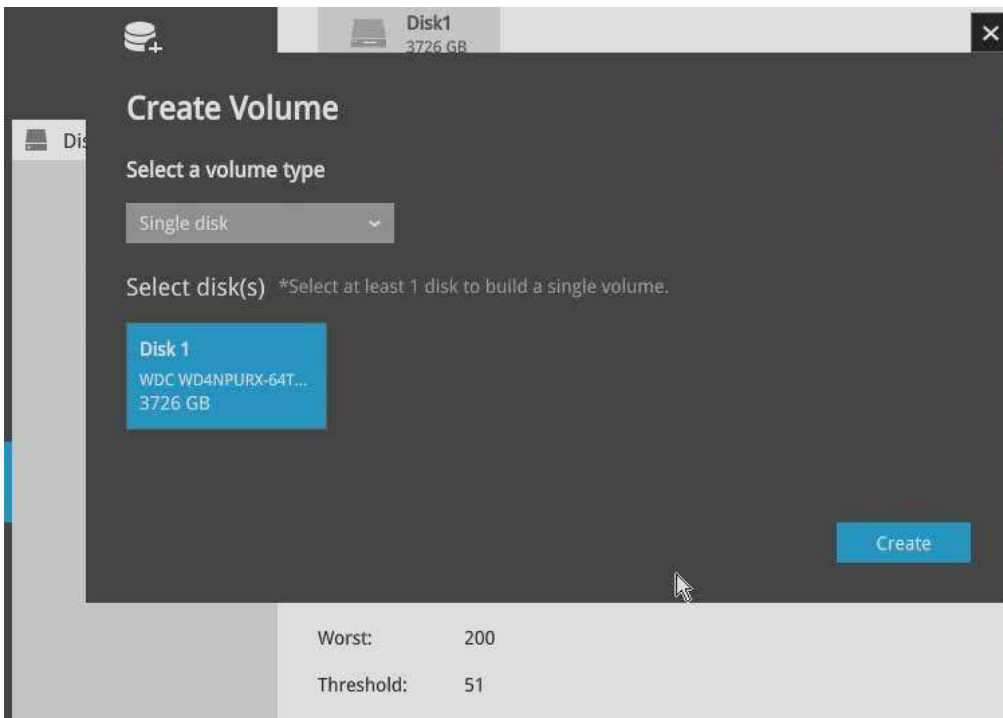 Disk1
3726 GB
Create Volume
Dis
Select a volume type
Single disk
Select disk(s) *Select at least 1 disk to build a single volume.
Disk 1
WDC WD4NPURX-64T...
3726 GB
Create
Worst: 200
Threshold: 51